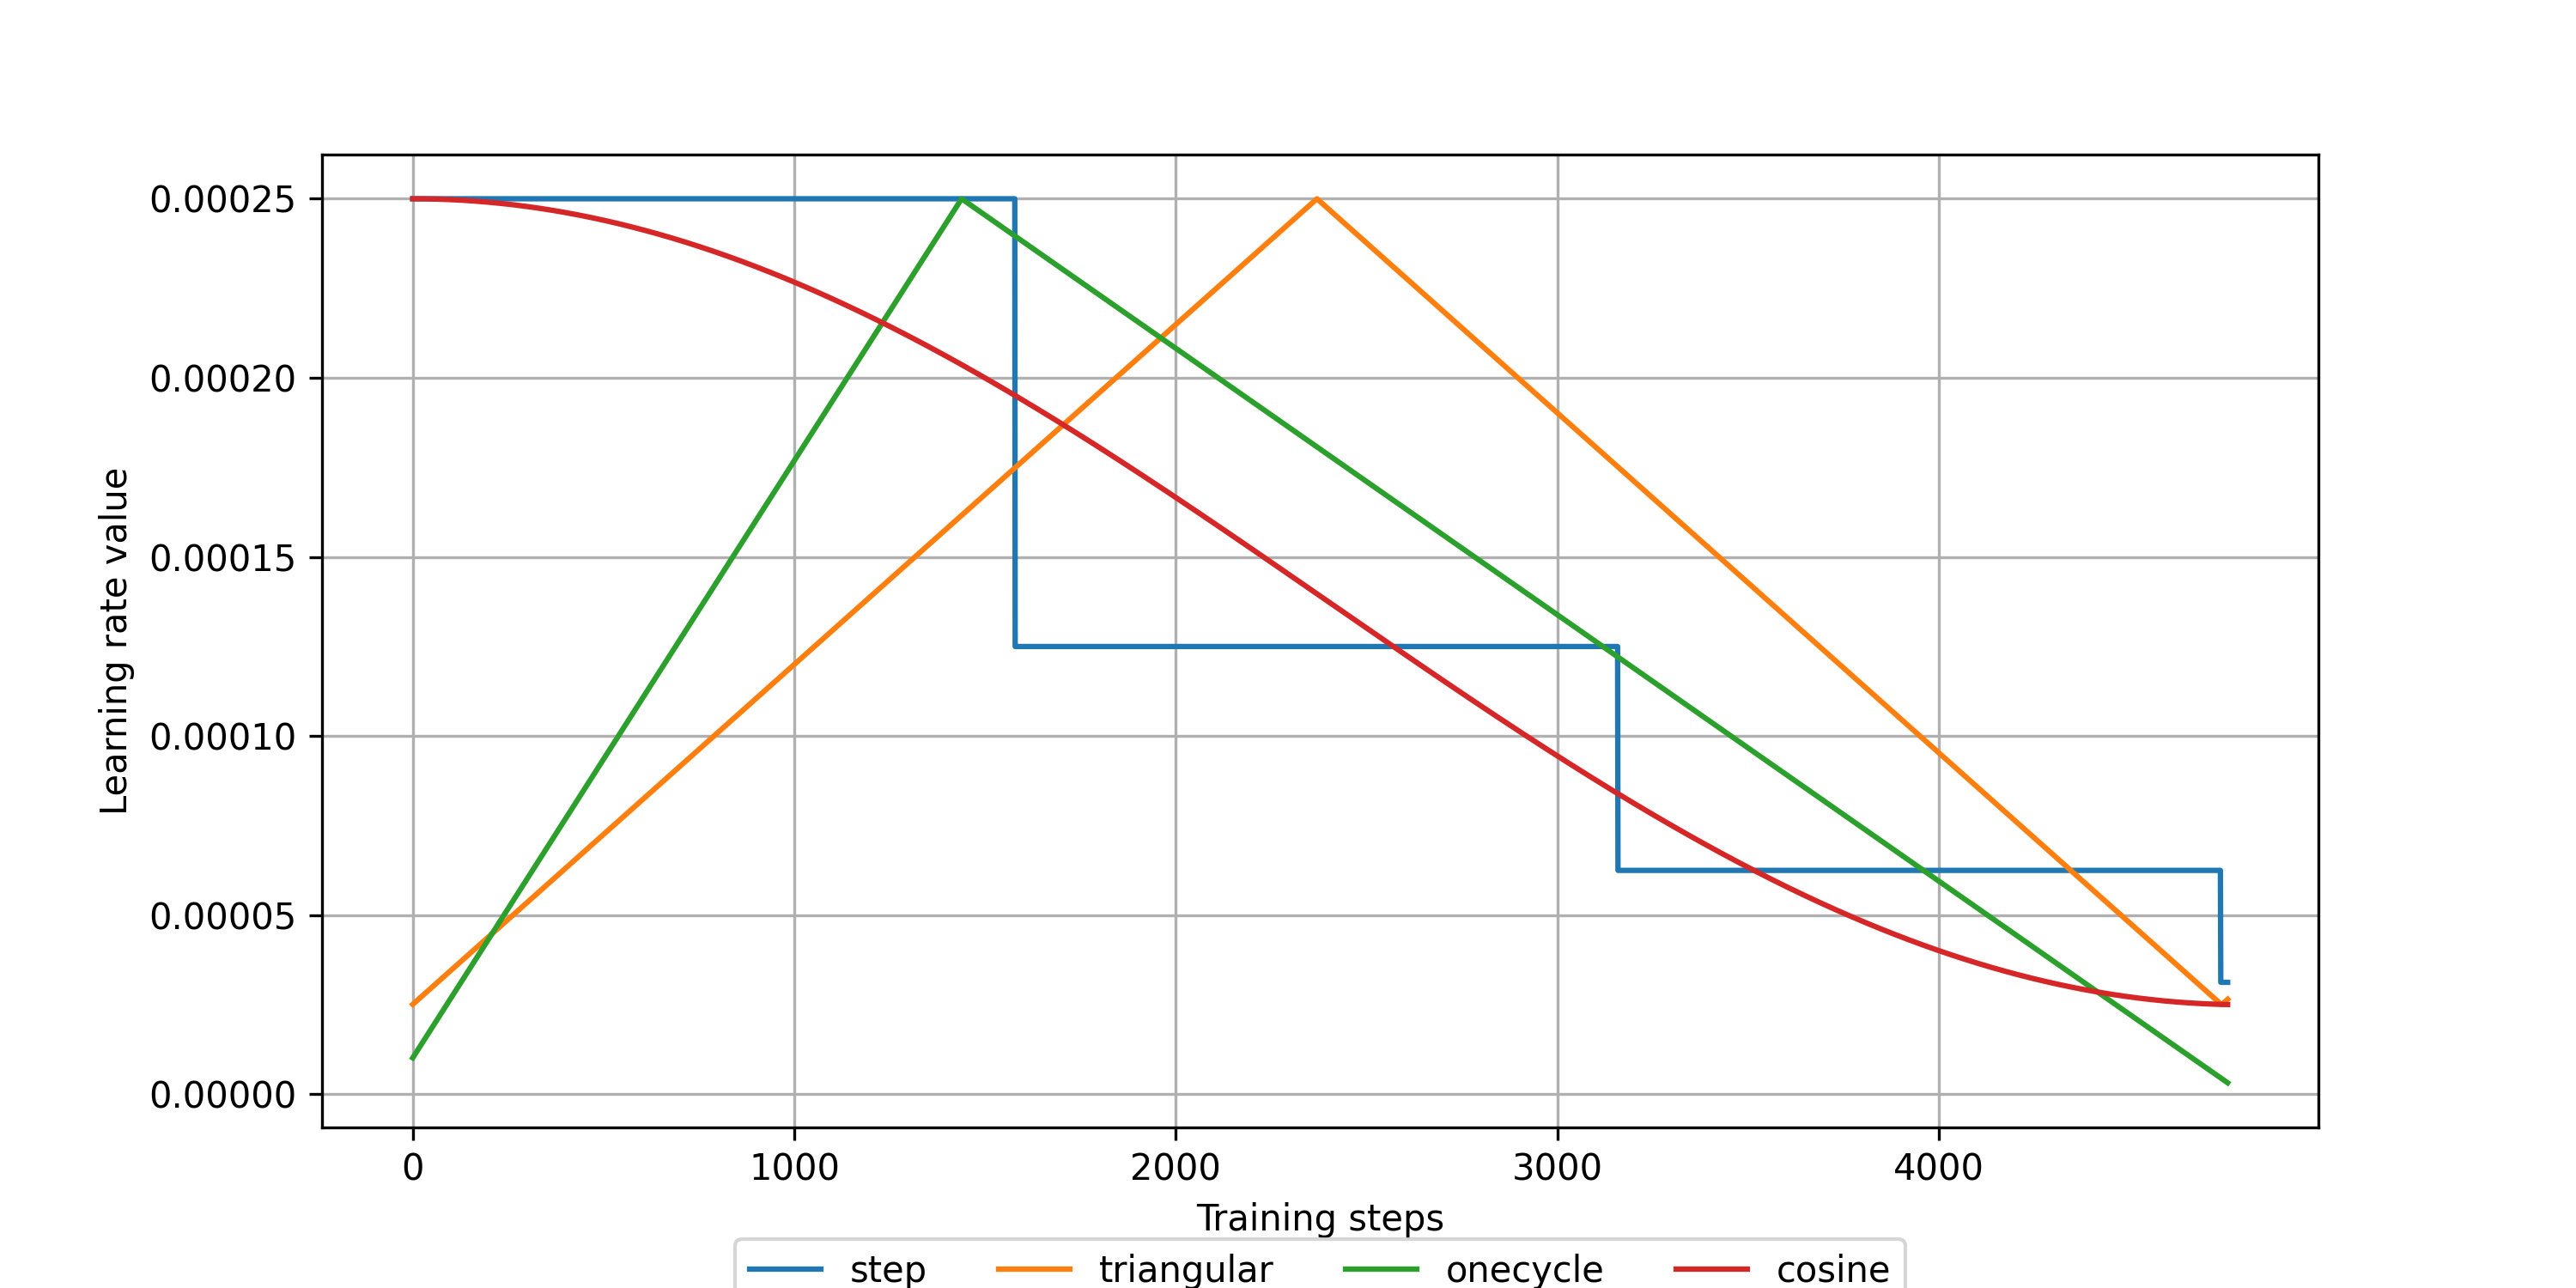 0.00025
0.00020
0.00015
0.00010
0.00005
0.00000
Learning rate value
0 1000 2000 3000 4000
Training steps
step triangular onecycle cosine